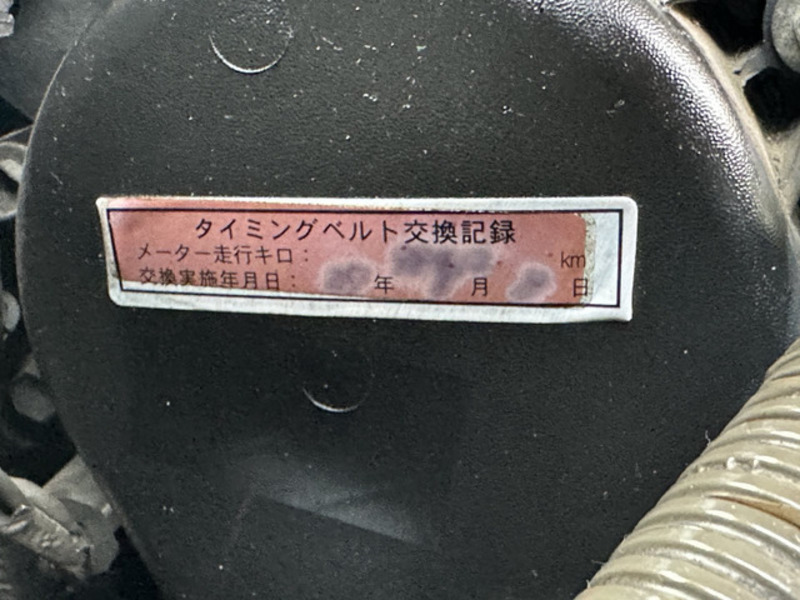 タイミングベルト交換記録
メーター走行キロ： km
交換実施年月日： 年 月 日